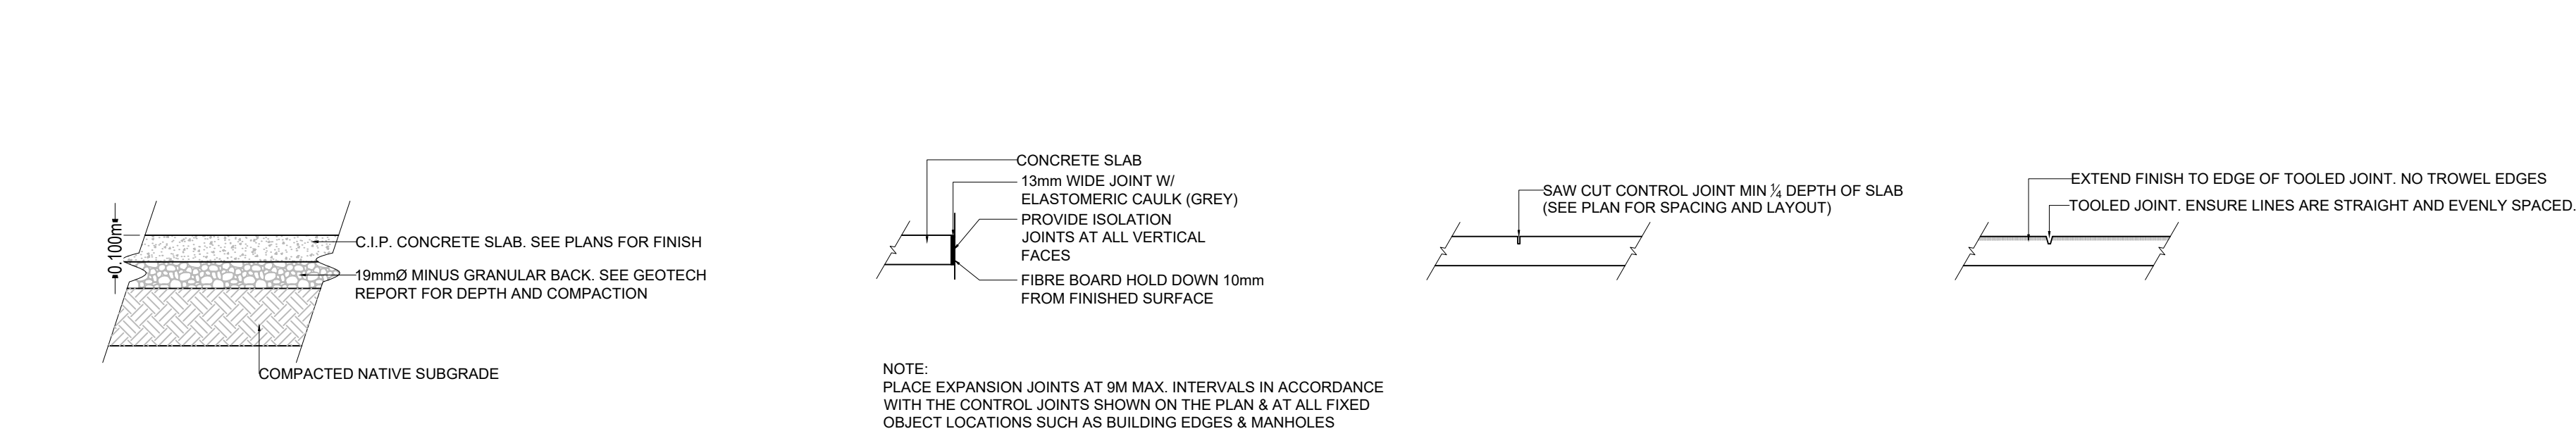 0.100m
C.I.P. CONCRETE SLAB. SEE PLANS FOR FINISH
19mmØ MINUS GRANULAR BACK. SEE GEOTECH
REPORT FOR DEPTH AND COMPACTION
COMPACTED NATIVE SUBGRADE
CONCRETE SLAB
13mm WIDE JOINT W/
ELASTOMERIC CAULK (GREY)
PROVIDE ISOLATION
JOINTS AT ALL VERTICAL
FACES
FIBRE BOARD HOLD DOWN 10mm
FROM FINISHED SURFACE
NOTE:
PLACE EXPANSION JOINTS AT 9M MAX. INTERVALS IN ACCORDANCE
WITH THE CONTROL JOINTS SHOWN ON THE PLAN & AT ALL FIXED
OBJECT LOCATIONS SUCH AS BUILDING EDGES & MANHOLES
SAW CUT CONTROL JOINT MIN ¼ DEPTH OF SLAB
(SEE PLAN FOR SPACING AND LAYOUT)
EXTEND FINISH TO EDGE OF TOOLED JOINT. NO TROWEL EDGES
TOOLED JOINT. ENSURE LINES ARE STRAIGHT AND EVENLY SPACED.